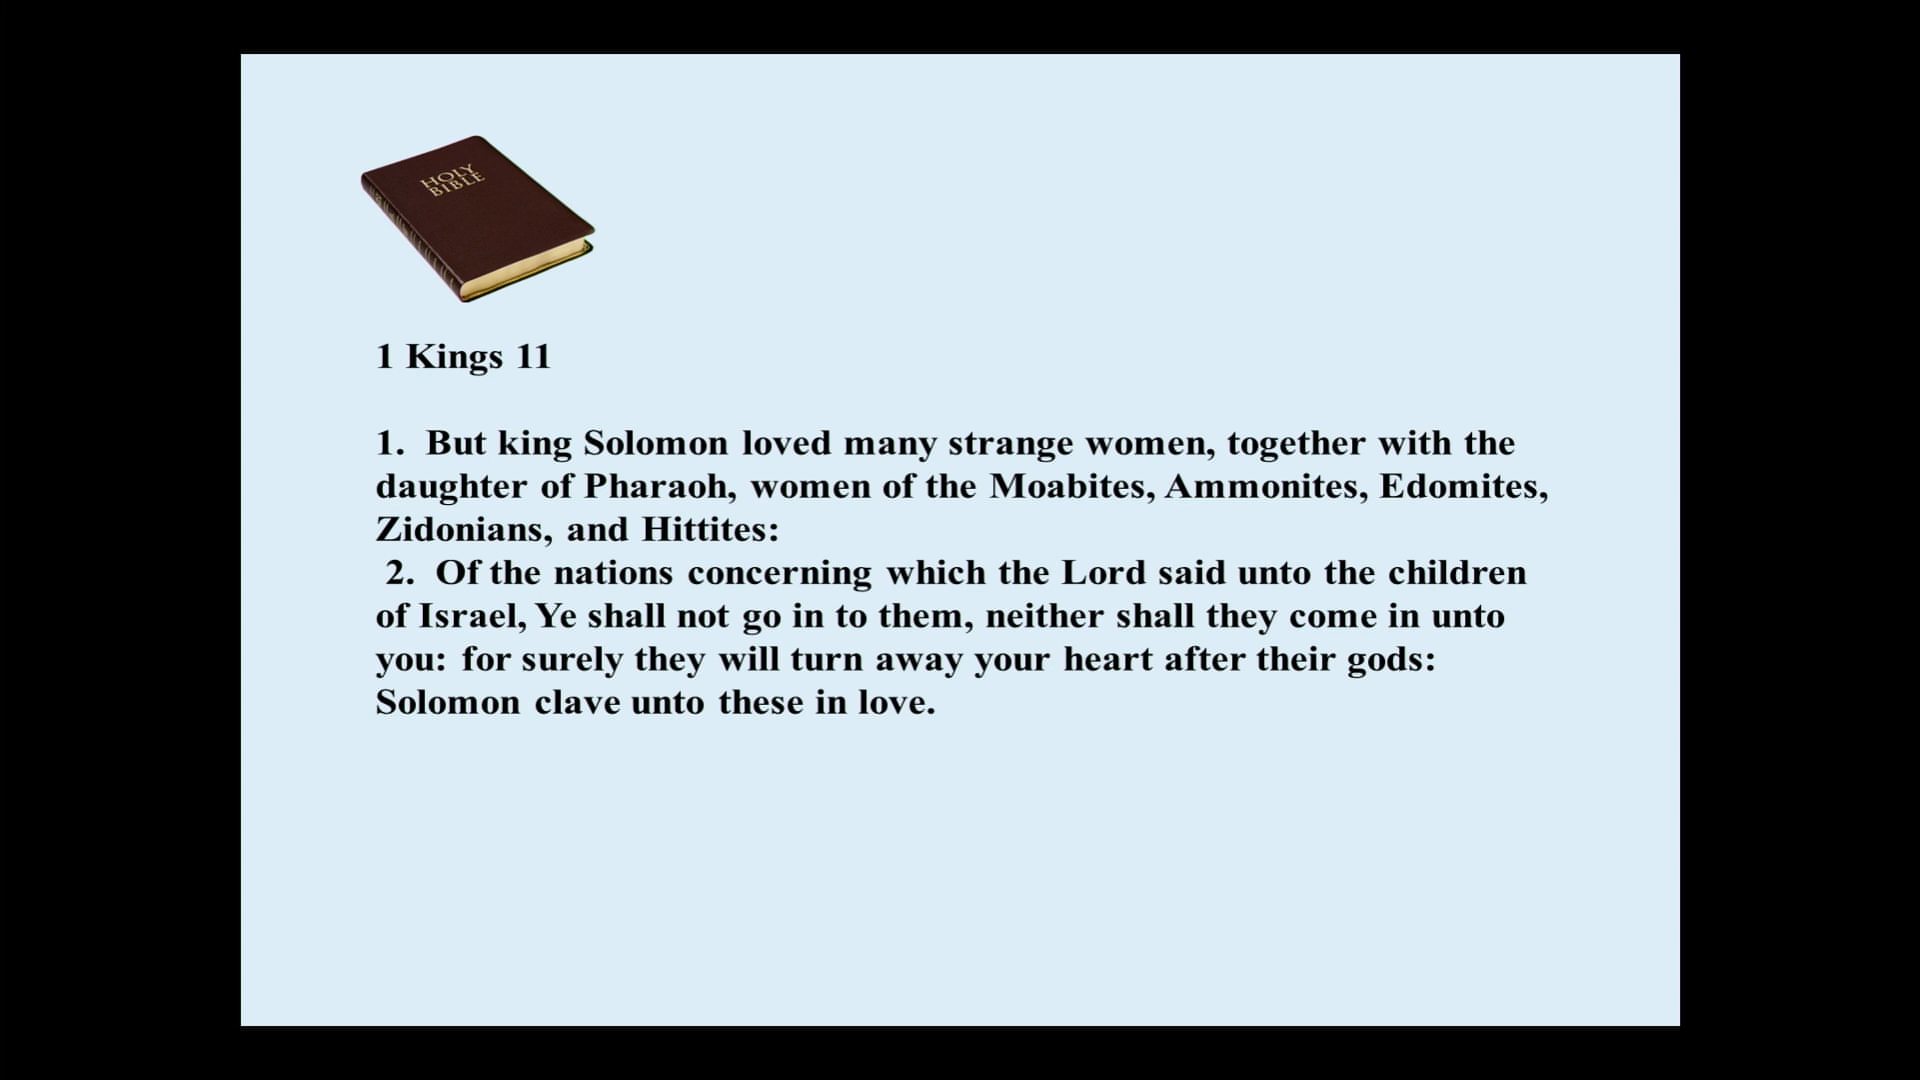 HOLY
BIBLE
1 Kings 11
1. But king Solomon loved many strange women, together with the
daughter of Pharaoh, women of the Moabites, Ammonites, Edomites,
Zidonians, and Hittites:
2. Of the nations concerning which the Lord said unto the children
of Israel, Ye shall not go in to them, neither shall they come in unto
you: for surely they will turn away your heart after their gods:
Solomon clave unto these in love.